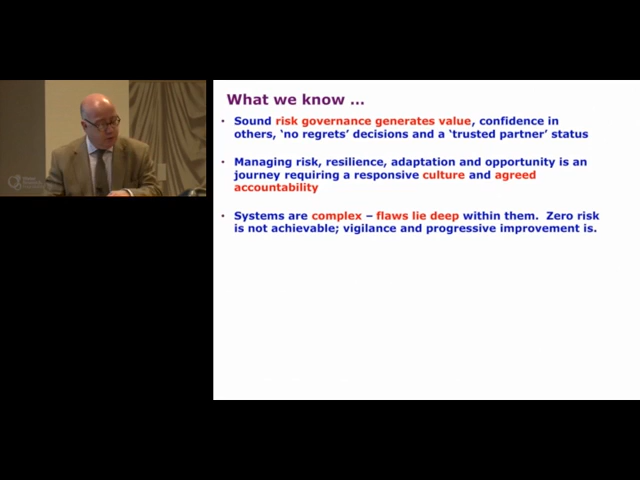 What we know ...
• Sound risk governance generates value, confidence in
others, ‘no regrets’ decisions and a ‘trusted partner’ status
• Managing risk, resilience, adaptation and opportunity is an
journey requiring a responsive culture and agreed
accountability
• Systems are complex – flaws lie deep within them. Zero risk
is not achievable; vigilance and progressive improvement is.